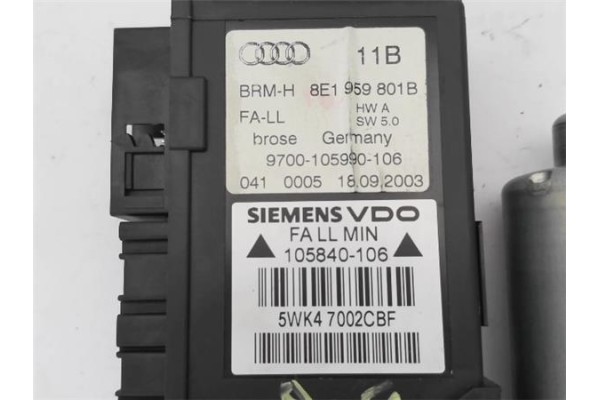 11B
BRM-H 8E1 959 801B
FA-LL HW A
SW 5.0
brose Germany
9700-105990-106
041 0005 18.09.2003
SIEMENS VDO
FA LL MIN
105840-106
5WK4 7002CBF